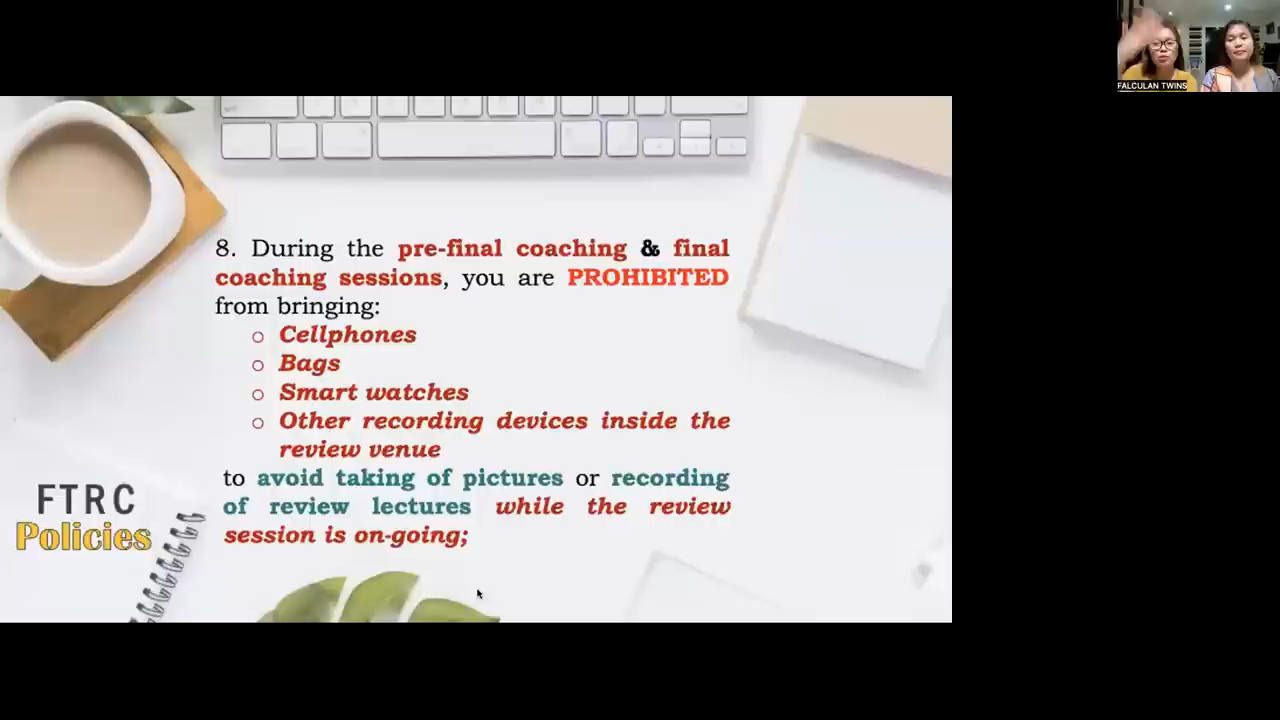 FALCULAN TWINS
8. During the pre-final coaching & final
coaching sessions, you are PROHIBITED
from bringing:
o Cellphones
o Bags
o Smart watches
o Other recording devices inside the
review venue
to avoid taking of pictures or recording
of review lectures while the review
session is on-going;
FTRC
Policies